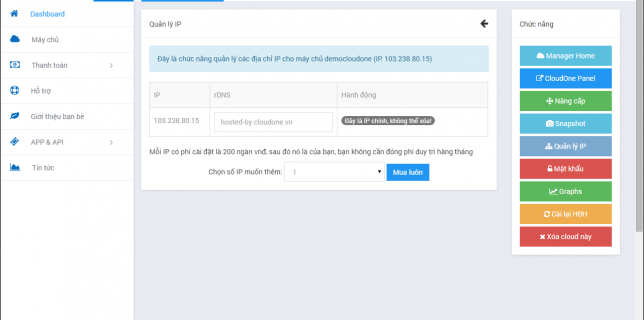 Dashboard
Máy chủ
Thanh toán
Hỗ trợ
Giới thiệu bạn bè
APP & API
Tin tức
Quản lý IP
Đây là chức năng quản lý các địa chỉ IP cho máy chủ democloudone (IP: 103.238.80.15)
IP rDNS Hành động
103.238.80.15 hosted-by.cloudone.vn Đây là IP chính, không thể xóa!
Mỗi IP có phí cài đặt là 200 ngàn vnđ, sau đó nó là của bạn, bạn không cần đóng phí duy trì hàng tháng
Chọn số IP muốn thêm: 1 Mua luôn
Chức năng
Manager Home
CloudOne Panel
Nâng cấp
Snapshot
Quản lý IP
Mật khẩu
Graphs
Cài lại HĐH
Xóa cloud này